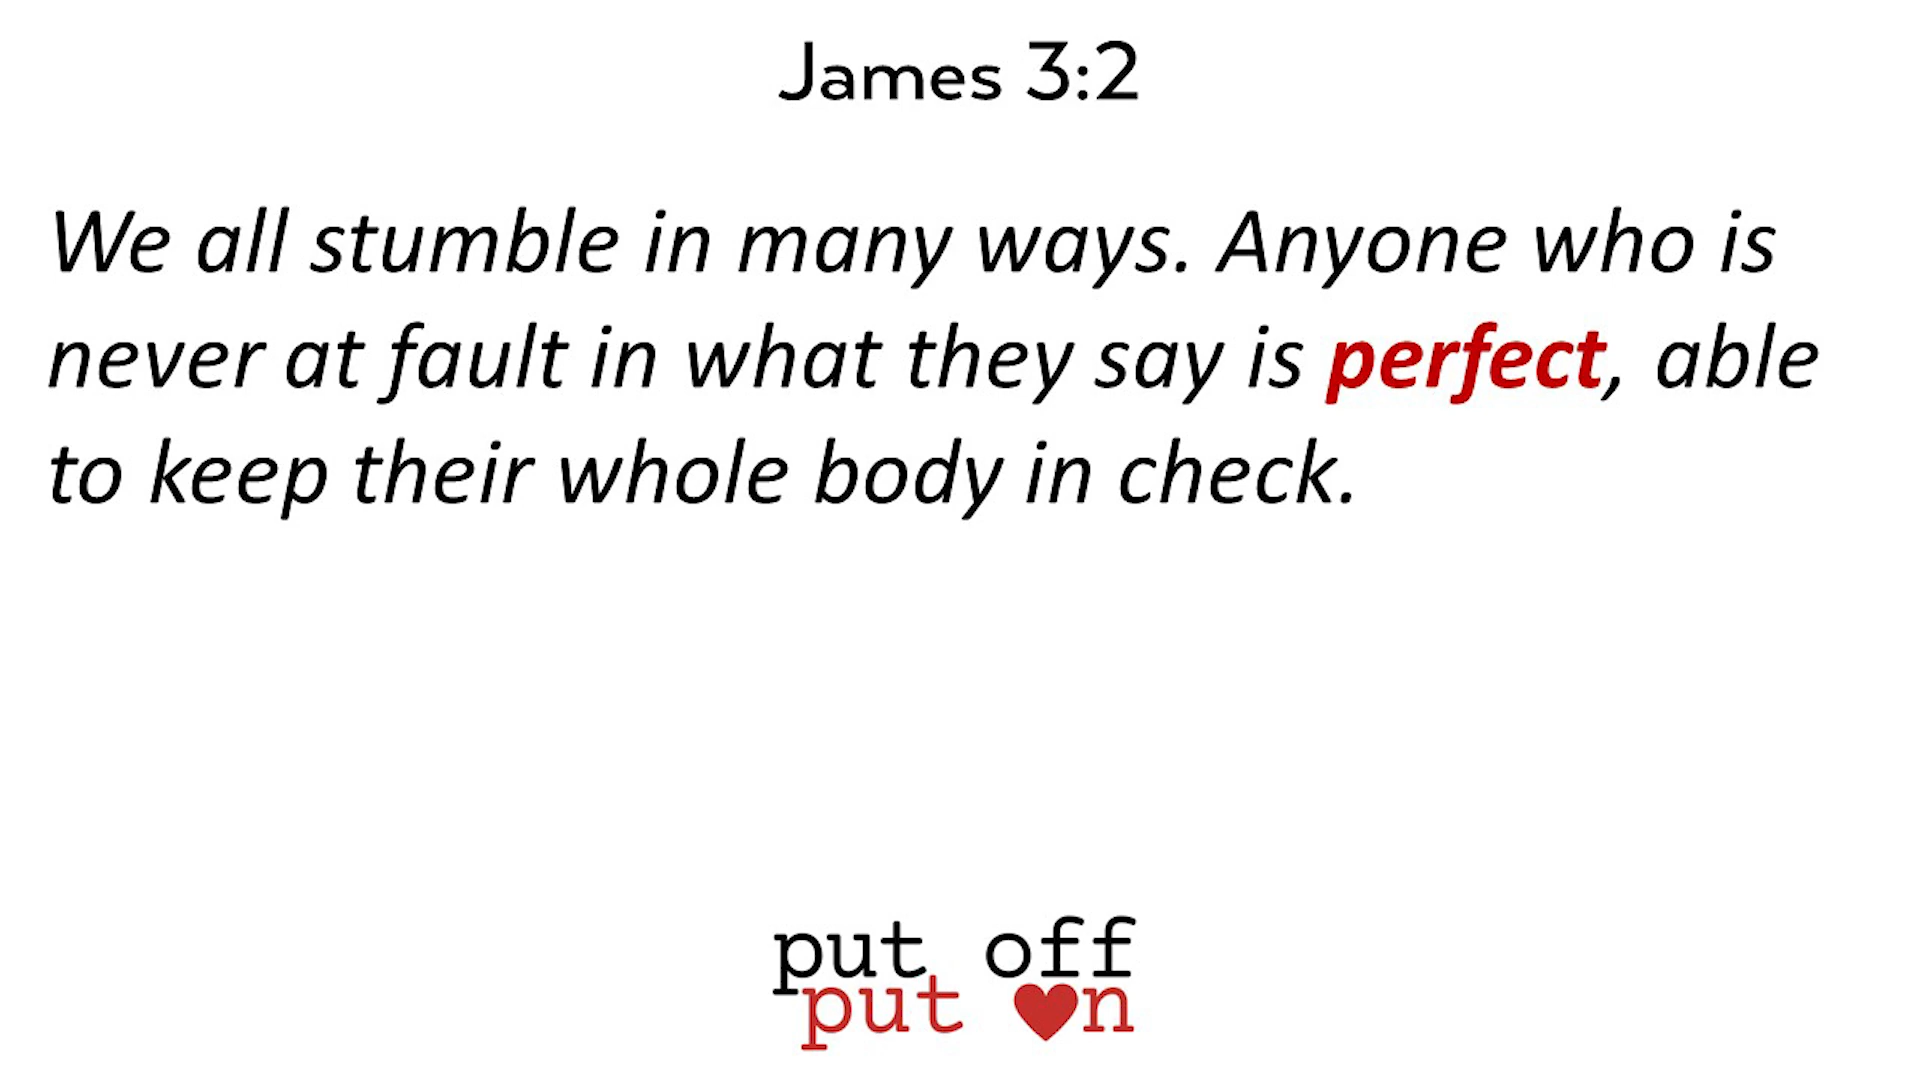 James 3:2
We all stumble in many ways. Anyone who is
never at fault in what they say is perfect, able
to keep their whole body in check.
put off
put ♥n